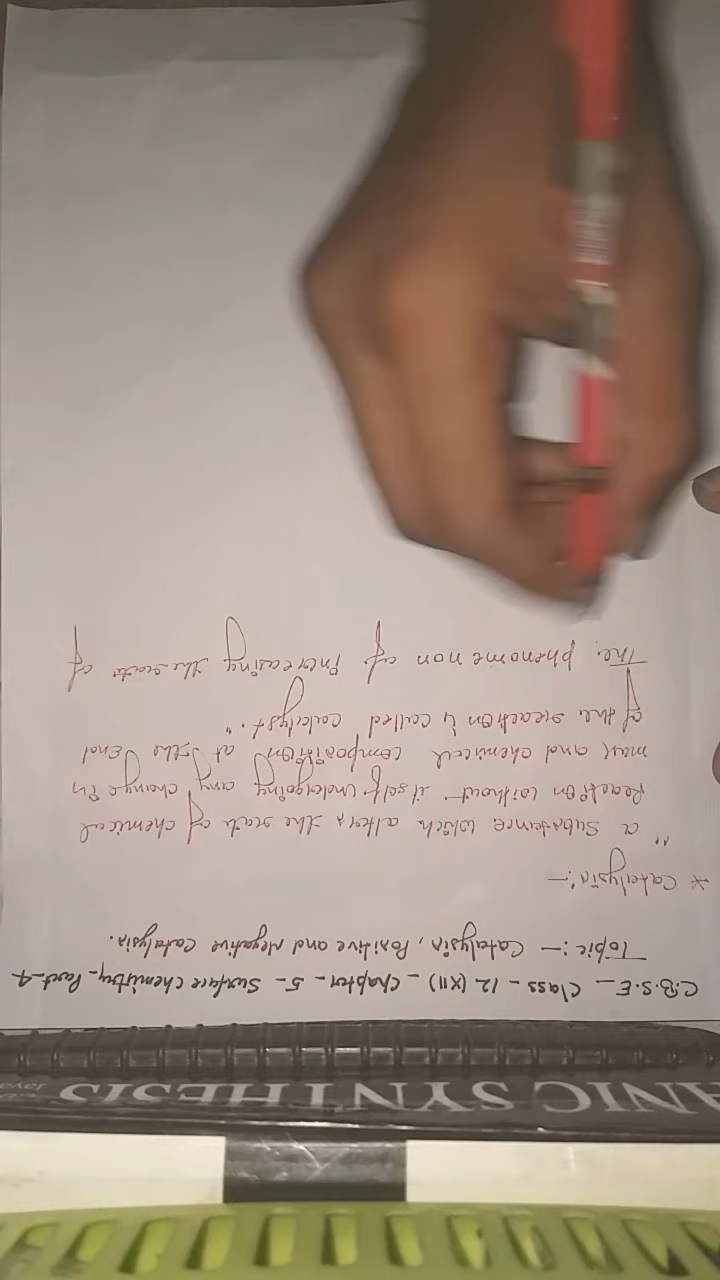 C.B.S.E - Class - 12 (XII) - Chapter - 5 - Surface Chemistry - Part-4
Topic:- Catalysis, Positive and Negative Catalysis.
* Catalysis:-
"a substance which alters the rate of chemical
Reaction without itself undergoing any change in
mass and chemical composition at the End
of the reaction is called catalyst."
The phenomenon of increasing the rate of
ANIC SYNTHESIS